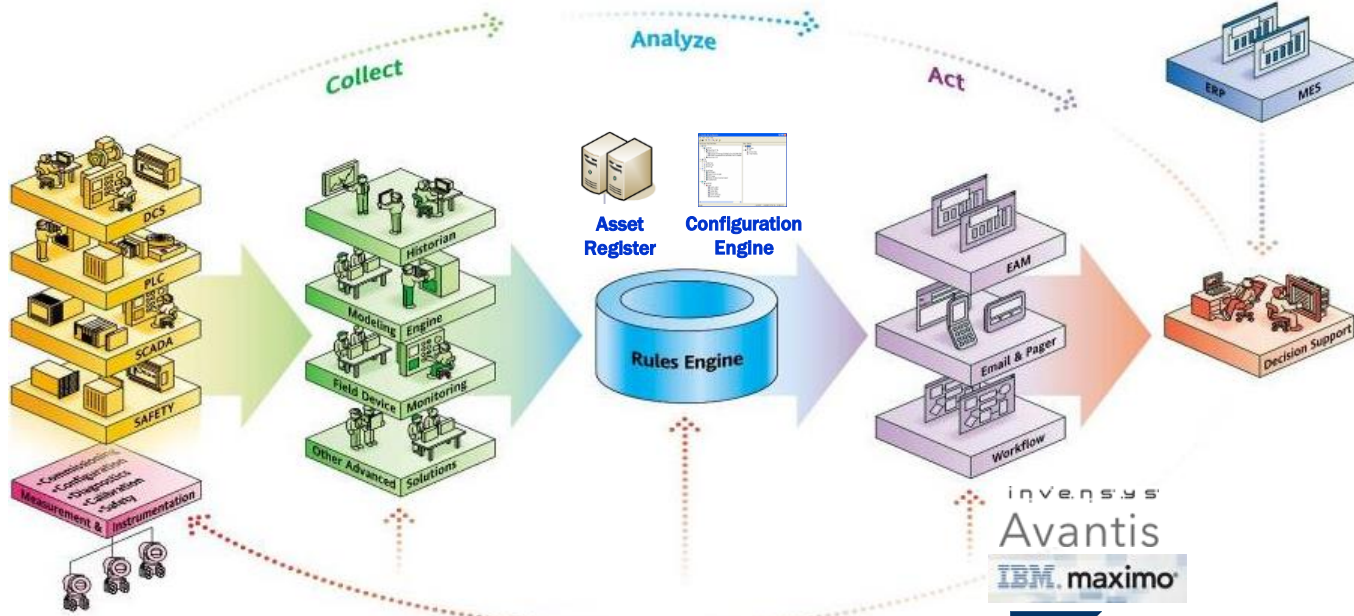 Collect
Analyze
Act
ERP
MES
DCS
PLC
SCADA
SAFETY
•Commissioning
•Configuration
•Diagnostics
•Calibration
•Safety
Measurement &
Instrumentation
Historian
Modeling Engine
Field Device Monitoring
Other Advanced Solutions
Asset
Register
Configuration
Engine
Rules Engine
EAM
Email & Pager
Workflow
Decision Support
invensys
Avantis
IBM. maximo